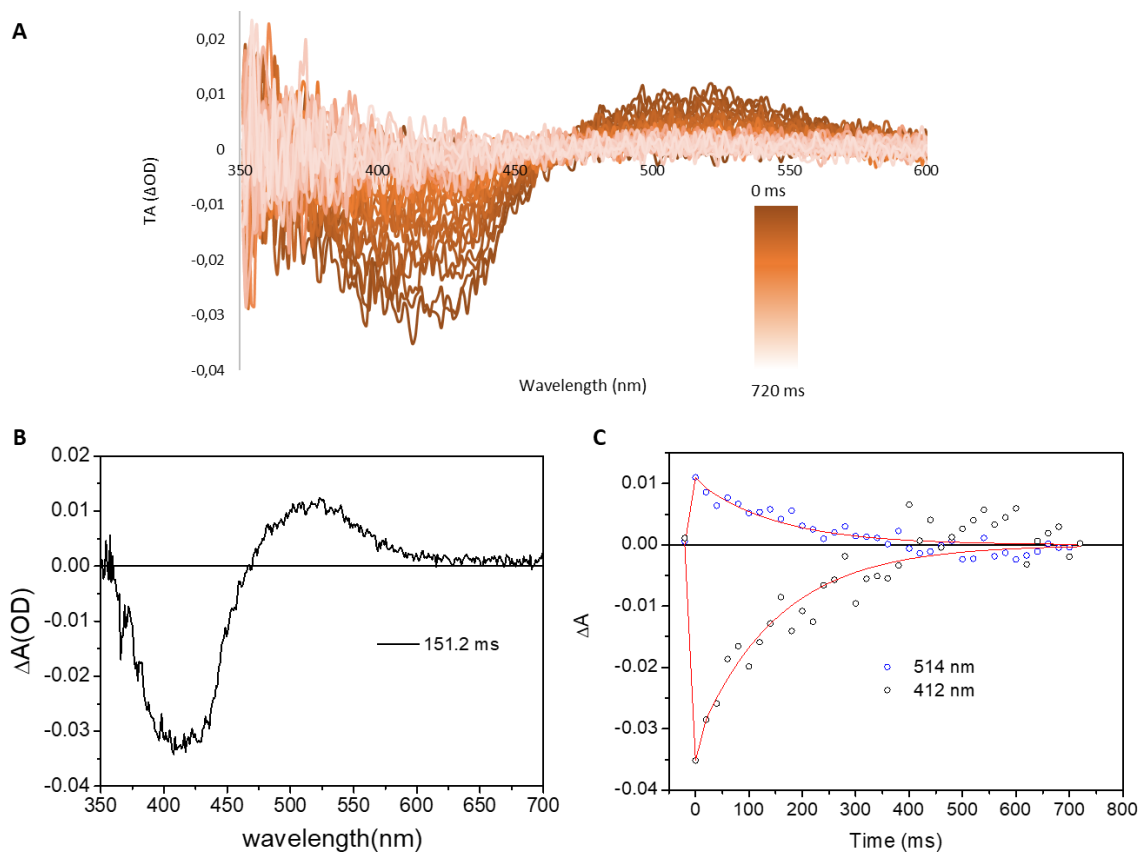 A
TA (ΔOD)
0,02
0,01
0
-0,01
-0,02
-0,03
-0,04
350
400
450
500
550
600
0 ms
720 ms
Wavelength (nm)
B
ΔA(OD)
0.02
0.01
0.00
-0.01
-0.02
-0.03
-0.04
151.2 ms
350 400 450 500 550 600 650 700
wavelength(nm)
C
ΔA
0.01
0.00
-0.01
-0.02
-0.03
-0.04
514 nm
412 nm
0 100 200 300 400 500 600 700 800
Time (ms)